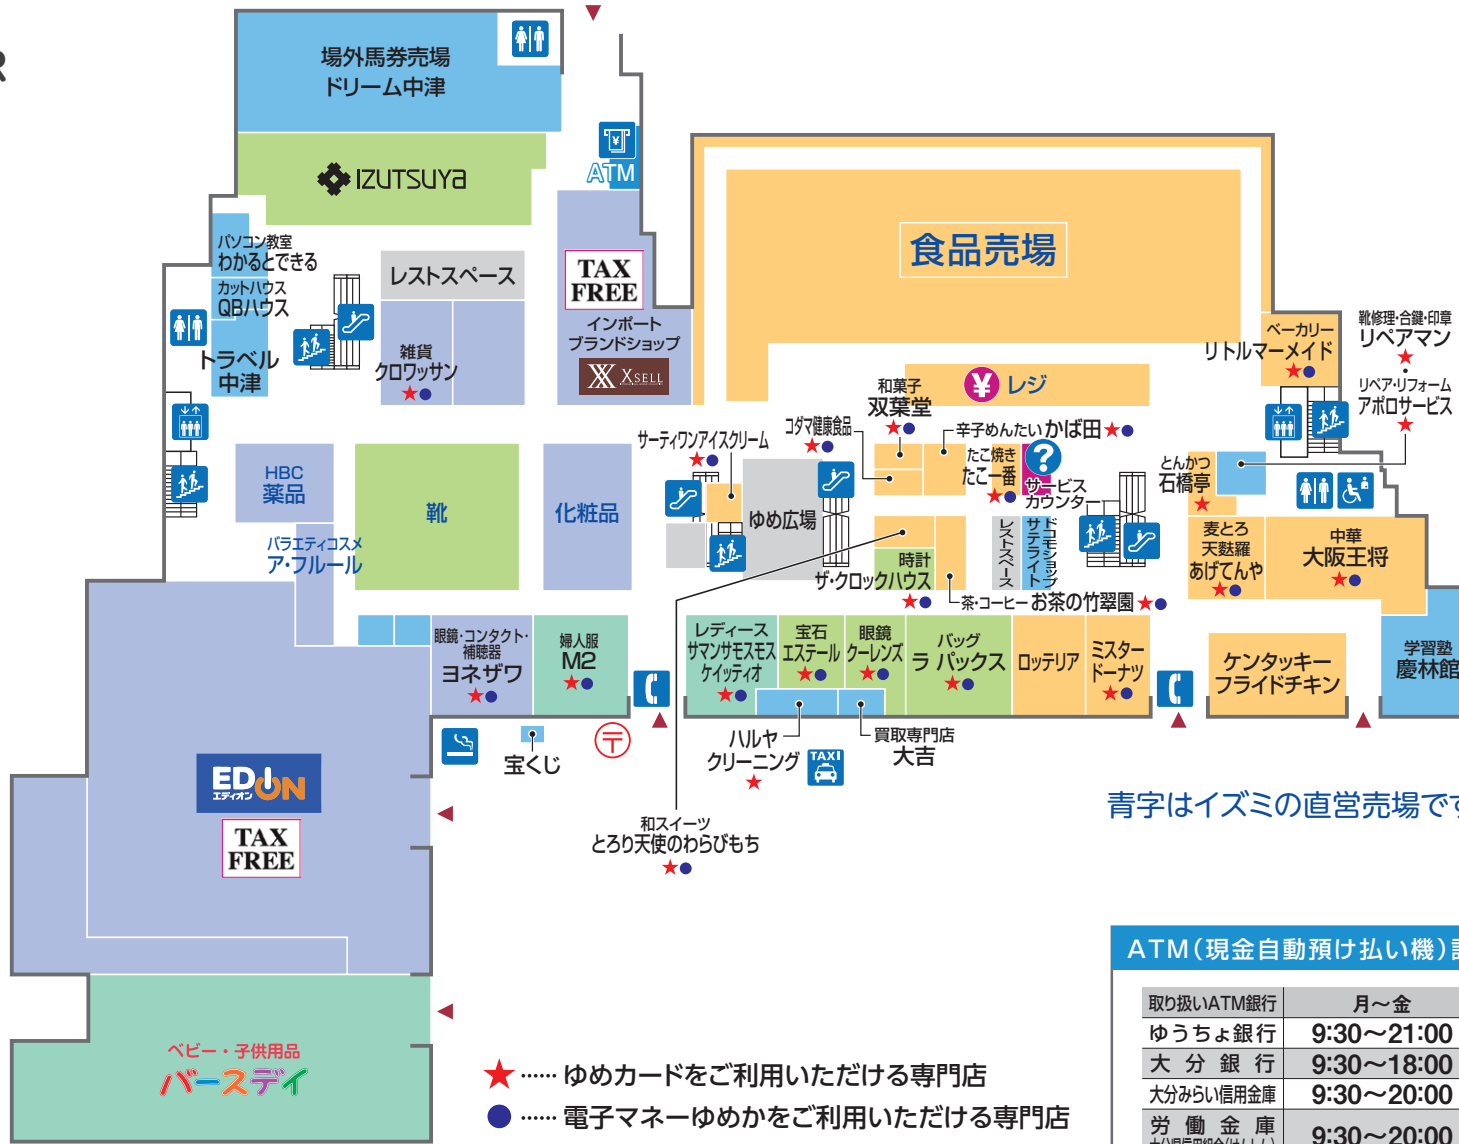 R
場外馬券売場
ドリーム中津
IZUTSUYA
¥
ATM
パソコン教室
わかるとできる
カットハウス
QBハウス
トラベル
中津
レストスペース
雑貨
クロワッサン
TAX
FREE
インポート
ブランドショップ
XSELL
食品売場
¥ レジ
ベーカリー
リトルマーメイド
靴修理・合鍵・印章
リペアマン
・
リペア・リフォーム
アポロサービス
和菓子
双葉堂
コダマ健康食品
辛子めんたい かば田
サーティワンアイスクリーム
たこ焼き
たこ一番
?
サービス
カウンター
とんかつ
石橋亭
HBC
薬品
靴
化粧品
ゆめ広場
バラエティコスメ
ア・フルール
時計
ザ・クロックハウス
レストスペース
ドコモショップ
サテライト
茶・コーヒー お茶の竹翠園
麦とろ
天麩羅
あげてんや
中華
大阪王将
眼鏡・コンタクト・
補聴器
ヨネザワ
婦人服
M2
レディース
サマンサモスモス
ケイッティオ
宝石
エステール
眼鏡
クーレンズ
バッグ
ラ パックス
ロッテリア
ミスター
ドーナツ
ケンタッキー
フライドチキン
学習塾
慶林館
宝くじ
〒
ハルヤ
クリーニング
TAXI
買取専門店
大吉
EDION
エディオン
TAX
FREE
和スイーツ
とろり天使のわらびもち
青字はイズミの直営売場です
ベビー・子供用品
バースデイ
★ …… ゆめカードをご利用いただける専門店
● …… 電子マネーゆめかをご利用いただける専門店
ATM(現金自動預け払い機)
取り扱いATM銀行 月〜金
ゆうちょ銀行 9:30〜21:00
大分銀行 9:30〜18:00
大分みらい信用金庫 9:30〜20:00
労働金庫 9:30〜20:00